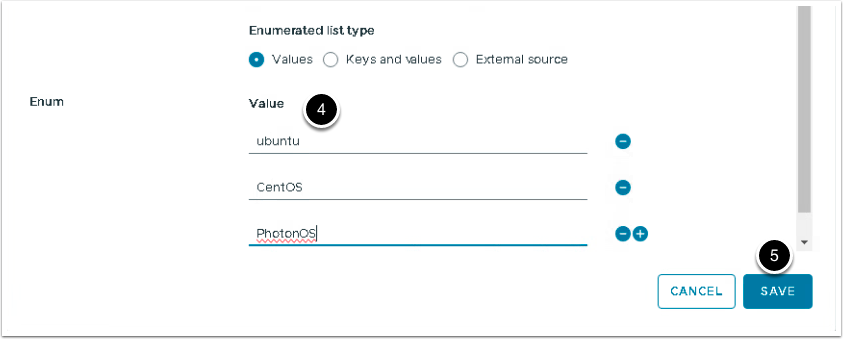 Enumerated list type
Values Keys and values External source
Enum Value 4
ubuntu
CentOS
PhotonOS
5
CANCEL SAVE